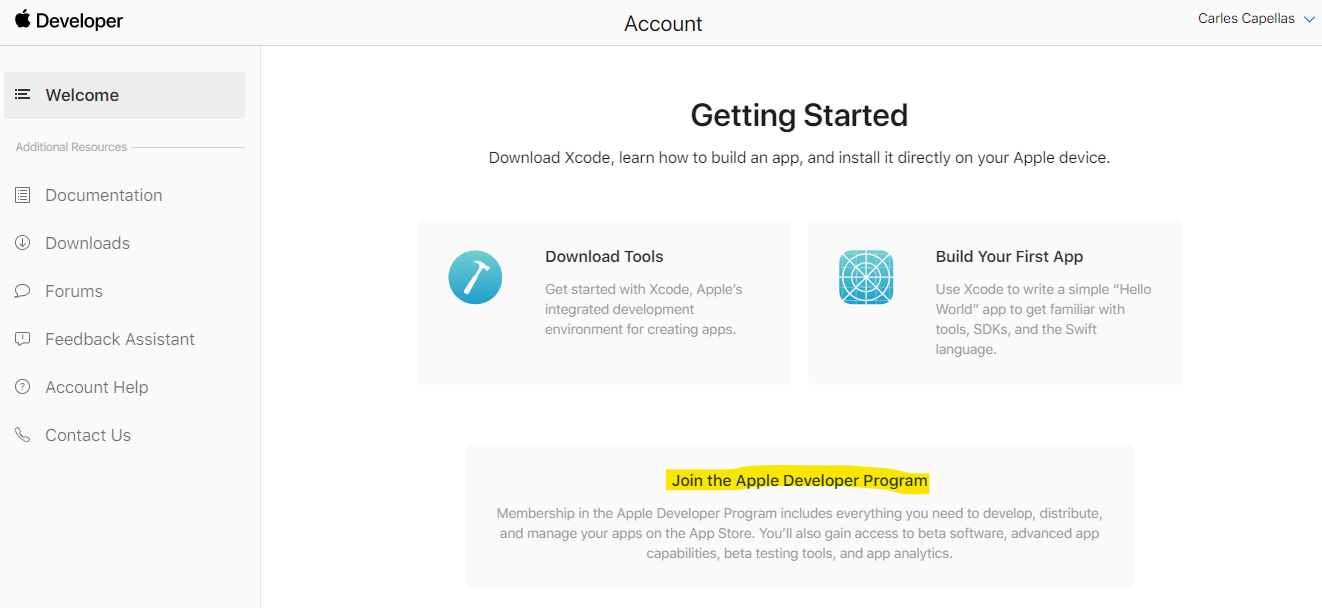 Developer
Account
Carles Capellas
Welcome
Additional Resources
Documentation
Downloads
Forums
Feedback Assistant
Account Help
Contact Us
Getting Started
Download Xcode, learn how to build an app, and install it directly on your Apple device.
Download Tools
Get started with Xcode, Apple’s
integrated development
environment for creating apps.
Build Your First App
Use Xcode to write a simple “Hello
World” app to get familiar with
tools, SDKs, and the Swift
language.
Join the Apple Developer Program
Membership in the Apple Developer Program includes everything you need to develop, distribute,
and manage your apps on the App Store. You’ll also gain access to beta software, advanced app
capabilities, beta testing tools, and app analytics.